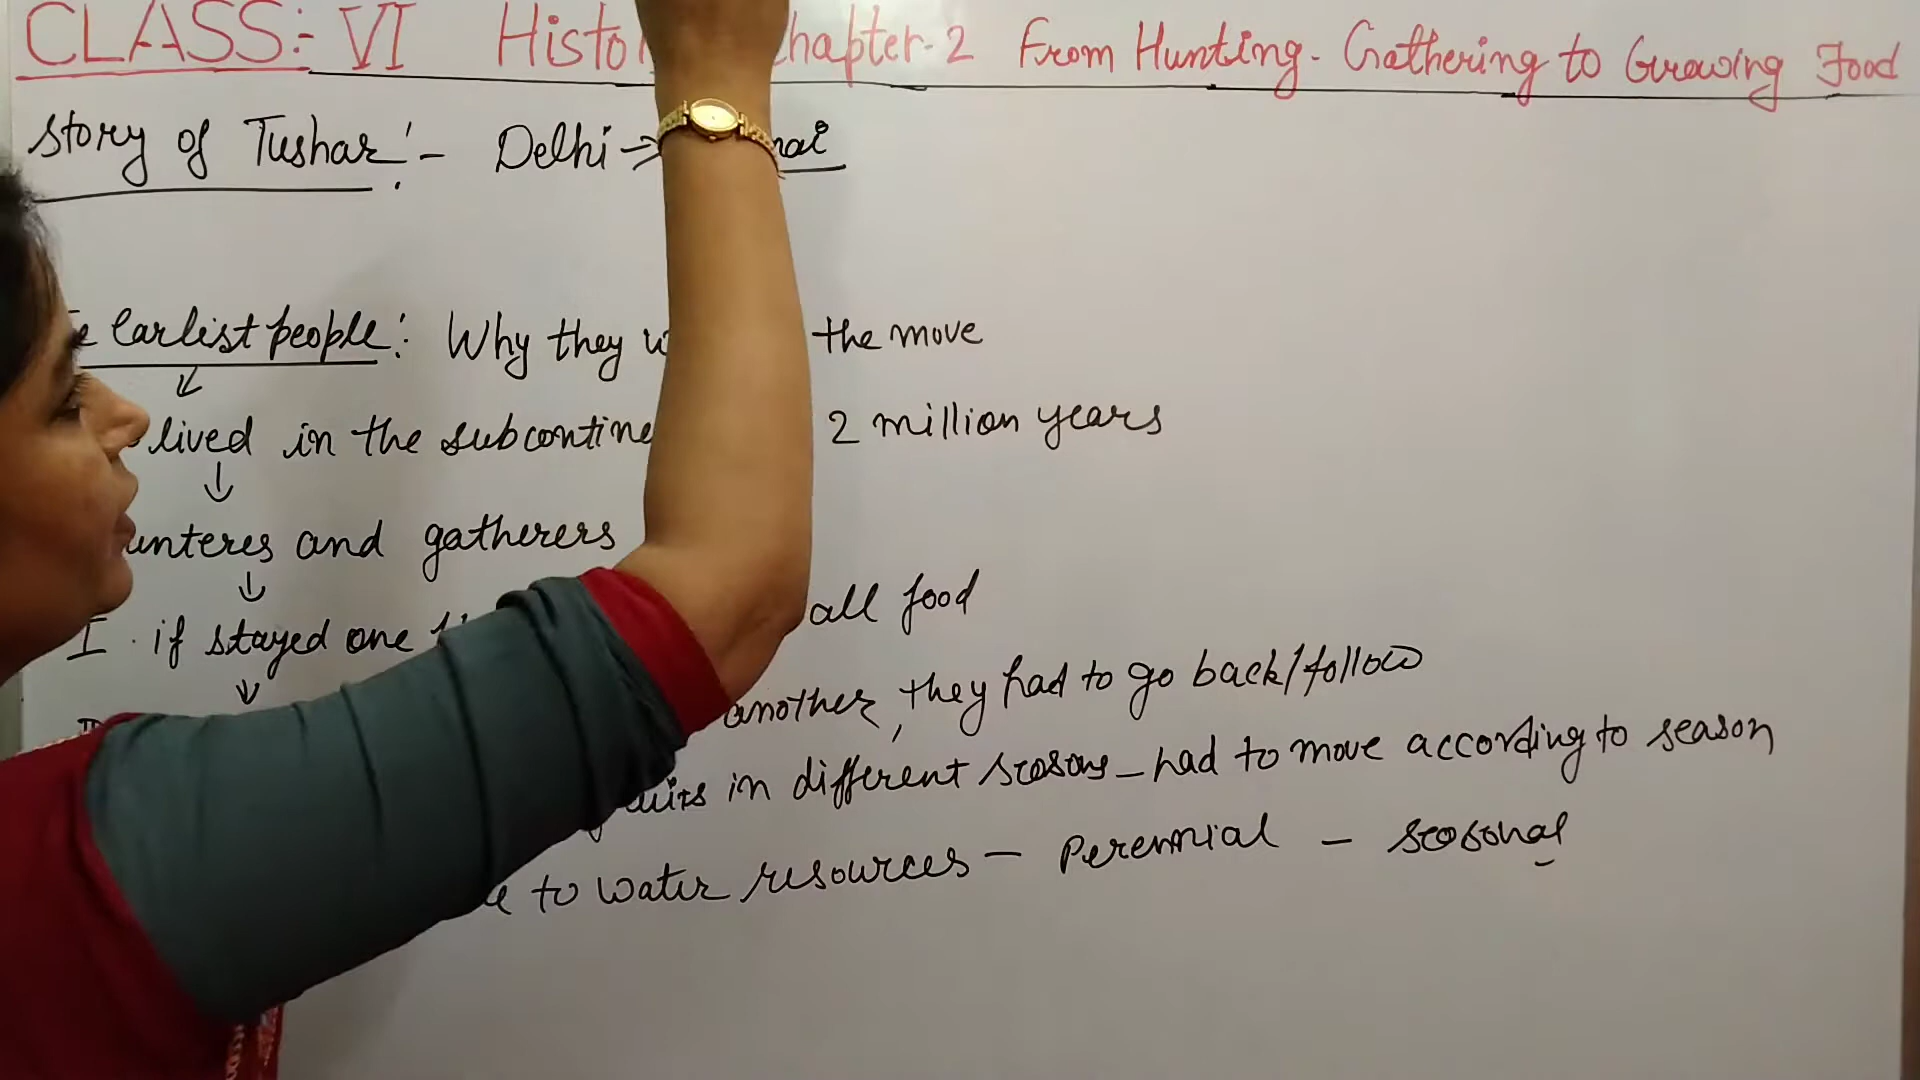 CLASS:- VI Histo hapter-2 From Hunting-Gathering to Growing Food
story of Tushar:- Delhi → nai
e earlist people: Why they the move
lived in the subcontine 2 million years
unteres and gatherers
I. if stayed one all food
another, they had to go back/follow
uits in different seasons - had to move according to season
to water resources - Perennial - seosonal